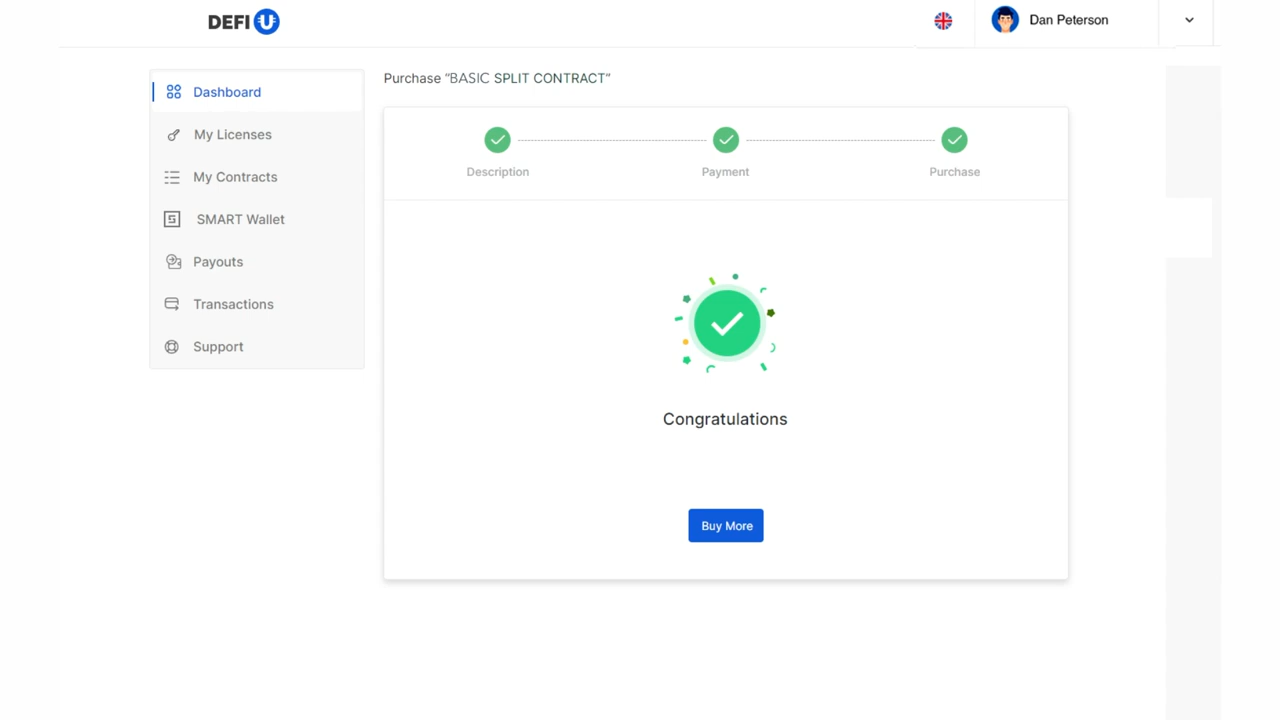 DEFI U
Dan Peterson
Dashboard
My Licenses
My Contracts
SMART Wallet
Payouts
Transactions
Support
Purchase “BASIC SPLIT CONTRACT”
Description
Payment
Purchase
Congratulations
Buy More